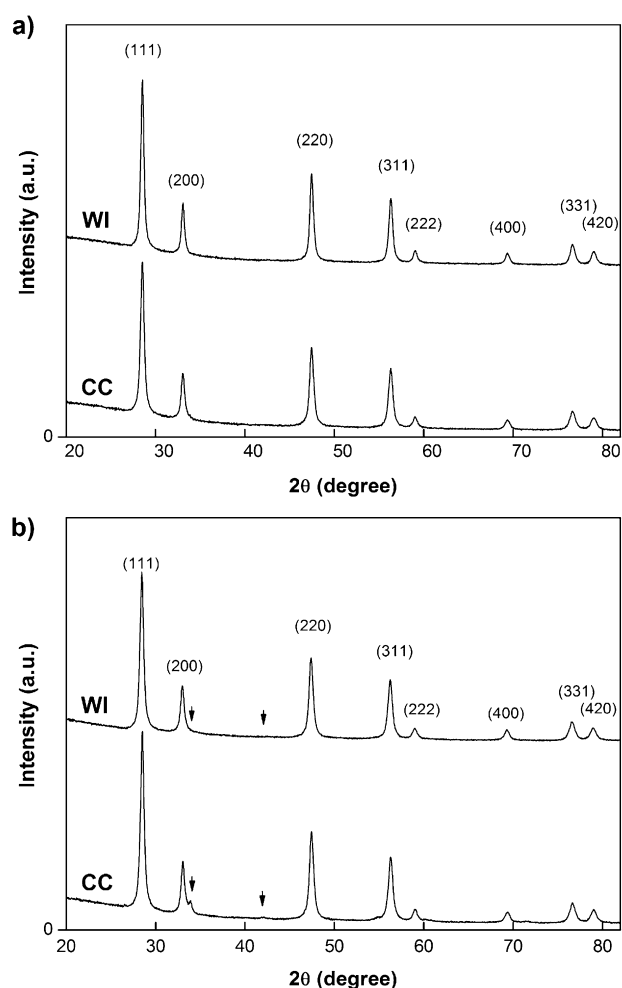 a)
(111)
(200)
(220)
(311)
(222)
(400)
(331)
(420)
WI
CC
Intensity (a.u.)
0
20 30 40 50 60 70 80
2θ (degree)
b)
(111)
(200)
(220)
(311)
(222)
(400)
(331)
(420)
WI
CC
Intensity (a.u.)
0
20 30 40 50 60 70 80
2θ (degree)